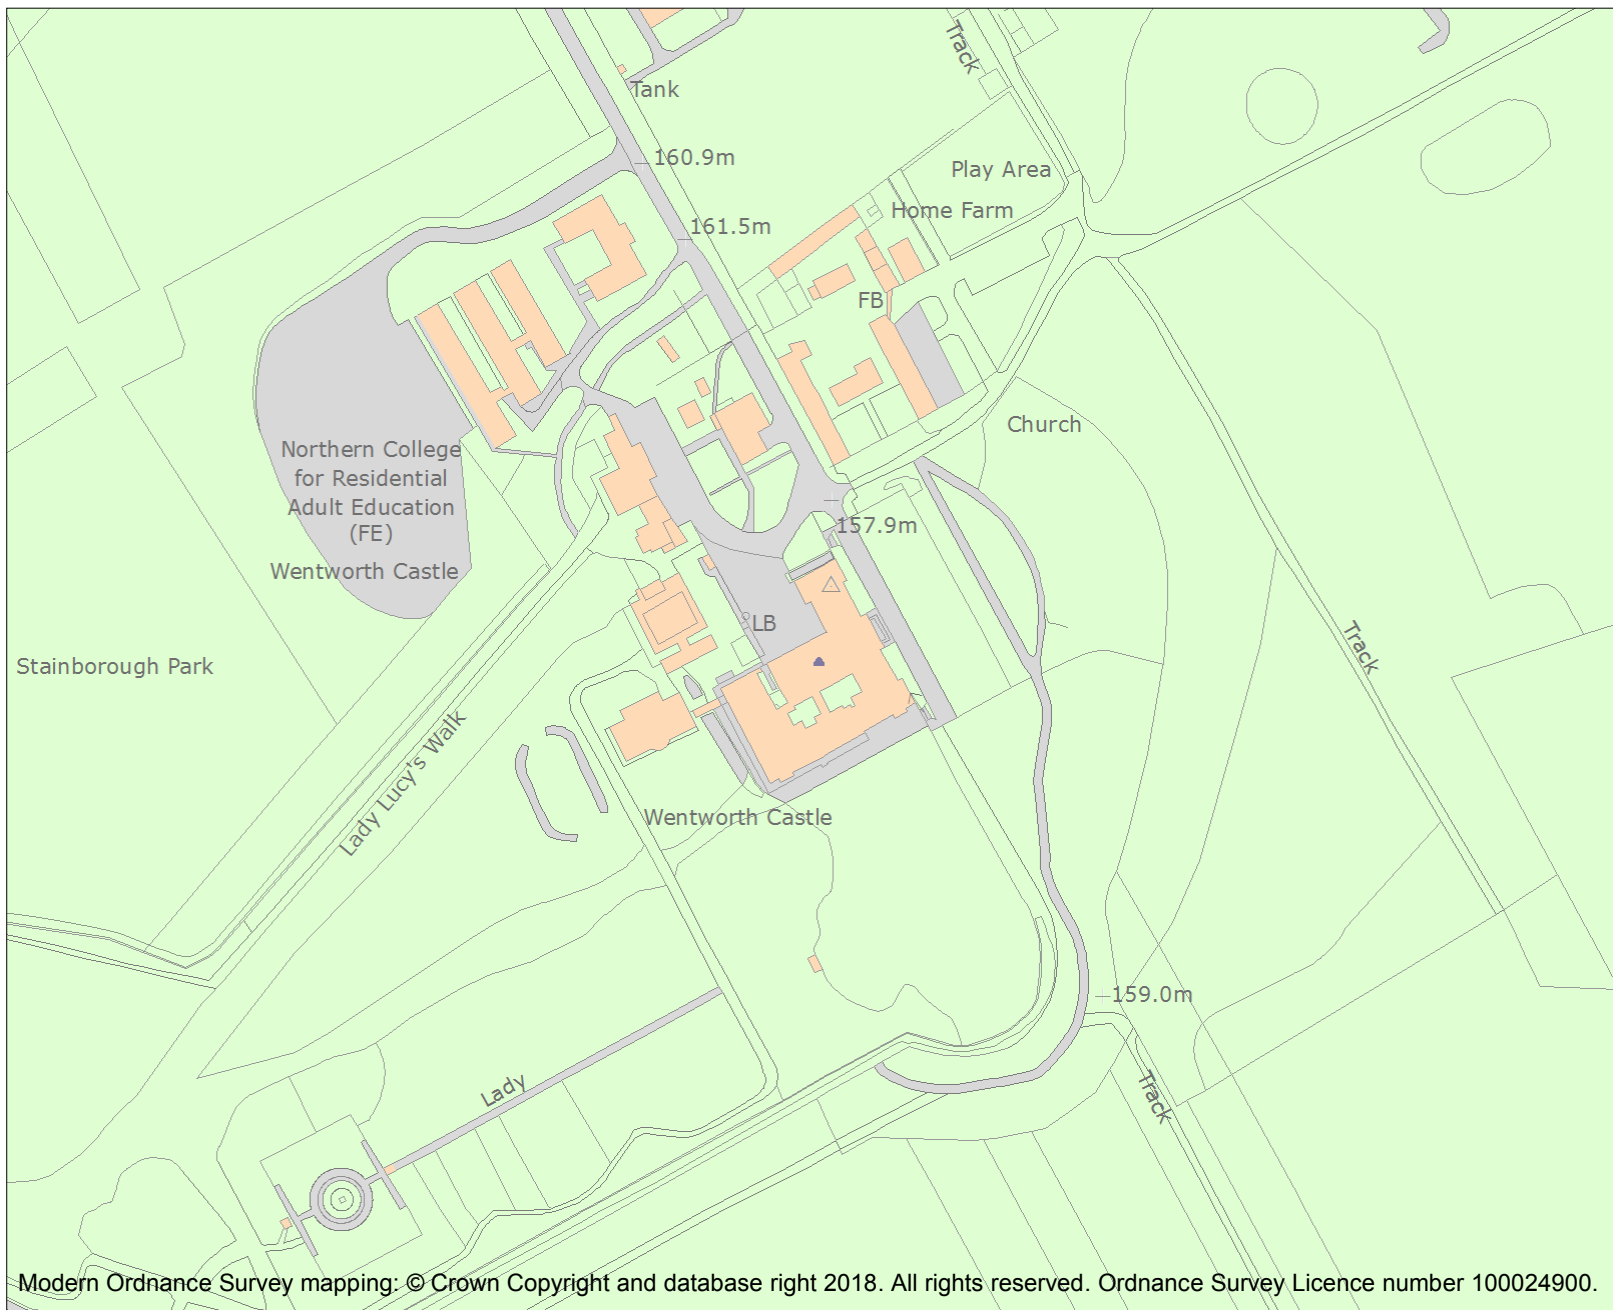 Track
Tank
160.9m
Play Area
Home Farm
161.5m
FB
Church
Northern College
for Residential
Adult Education
(FE)
157.9m
Wentworth Castle
LB
Track
Stainborough Park
Lady Lucy's Walk
Wentworth Castle
159.0m
Lady
Track
Modern Ordnance Survey mapping: © Crown Copyright and database right 2018. All rights reserved. Ordnance Survey Licence number 100024900.